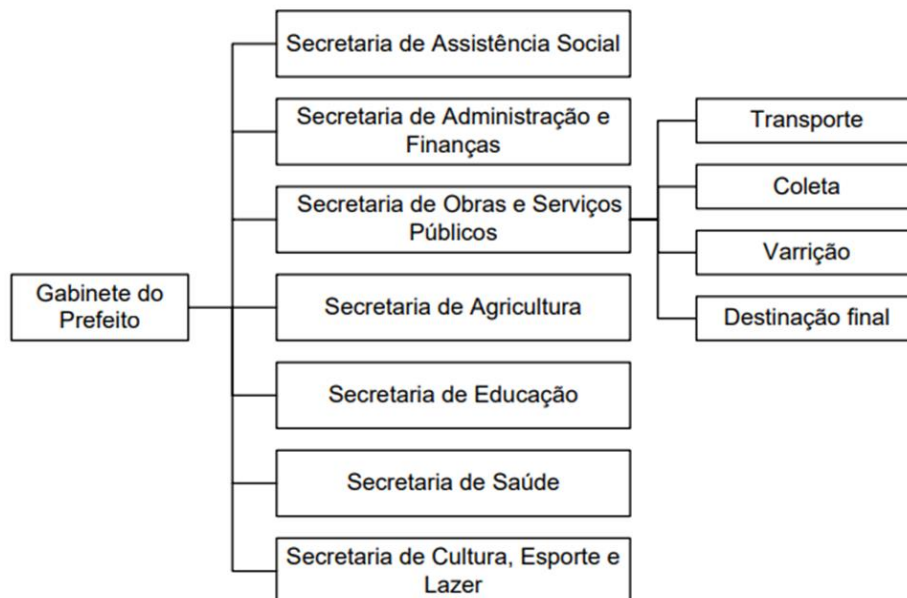 Secretaria de Assistência Social
Secretaria de Administração e
Finanças
Secretaria de Obras e Serviços
Públicos
Gabinete do
Prefeito
Secretaria de Agricultura
Secretaria de Educação
Secretaria de Saúde
Secretaria de Cultura, Esporte e
Lazer
Transporte
Coleta
Varrição
Destinação final